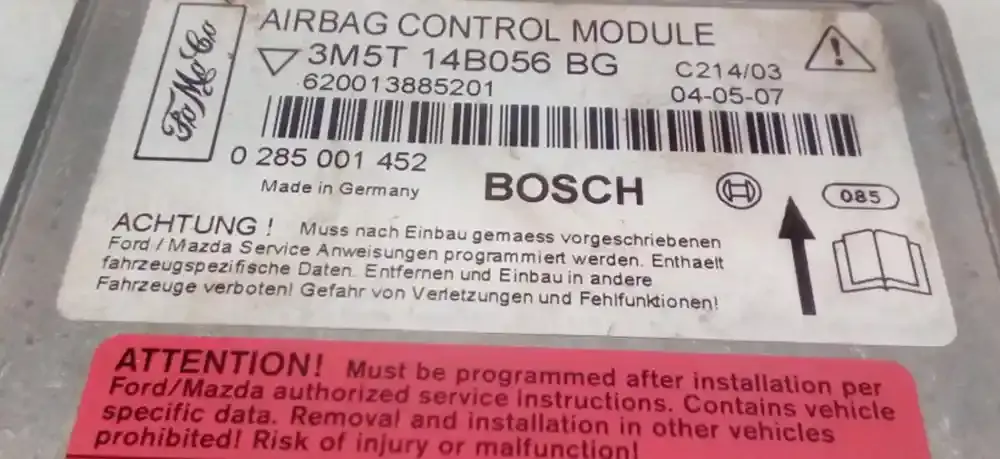 FoMoCo
AIRBAG CONTROL MODULE
3M5T 14B056 BG
C214/03
620013885201
04-05-07
0 285 001 452
Made in Germany
BOSCH
085
ACHTUNG ! Muss nach Einbau gemaess vorgeschriebenen
Ford / Mazda Service Anweisungen programmiert werden. Enthaelt
fahrzeugspezifische Daten. Entfernen und Einbau in andere
Fahrzeuge verboten! Gefahr von Verletzungen und Fehlfunktionen!
ATTENTION! Must be programmed after installation per
Ford/Mazda authorized service instructions. Contains vehicle
specific data. Removal and installation in other vehicles
prohibited! Risk of injury or malfunction!